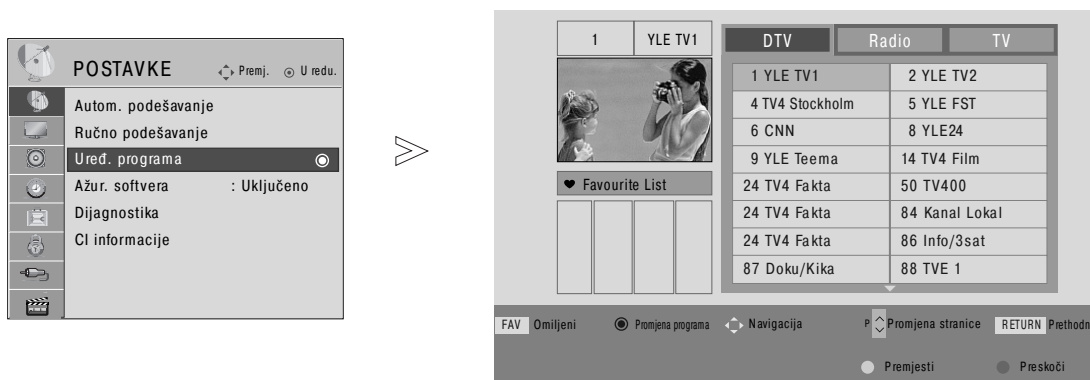 POSTAVKE Premj. U redu.
Autom. podešavanje
Ručno podešavanje
Uređ. programa
Ažur. softvera : Uključeno
Dijagnostika
CI informacije
1 YLE TV1
DTV Radio TV
1 YLE TV1 2 YLE TV2
4 TV4 Stockholm 5 YLE FST
6 CNN 8 YLE24
9 YLE Teema 14 TV4 Film
24 TV4 Fakta 50 TV400
24 TV4 Fakta 84 Kanal Lokal
24 TV4 Fakta 86 Info/3sat
87 Doku/Kika 88 TVE 1
Favourite List
FAV Omiljeni Promjena programa Navigacija P Promjena stranice RETURN Prethodn
Premjesti Preskoči